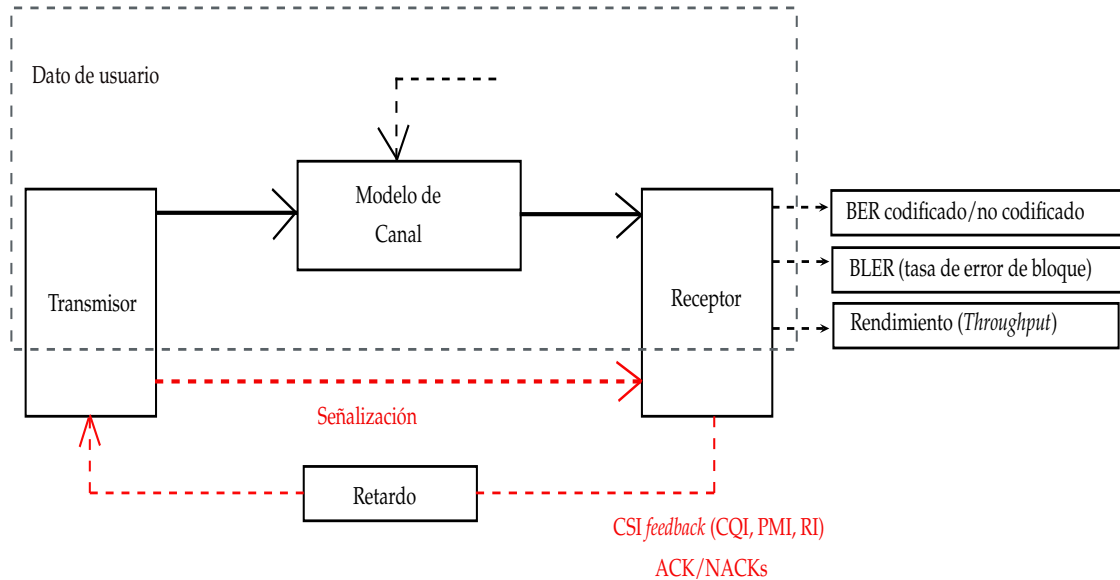 Dato de usuario
Modelo de
Canal
Transmisor
Receptor
BER codificado/no codificado
BLER (tasa de error de bloque)
Rendimiento (Throughput)
Señalización
Retardo
CSI feedback (CQI, PMI, RI)
ACK/NACKs